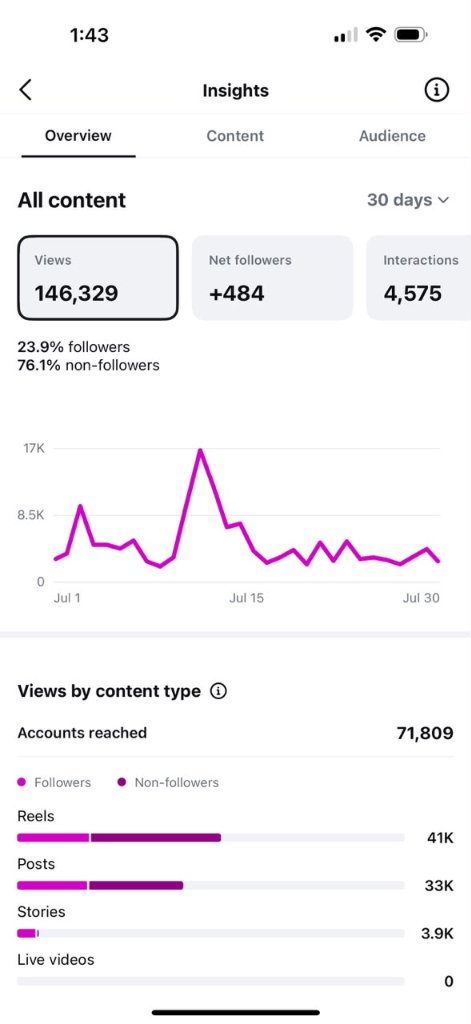 1:43
Insights
Overview Content Audience
All content 30 days
Views Net followers Interactions
146,329 +484 4,575
23.9% followers
76.1% non-followers
17K
8.5K
0
Jul 1 Jul 15 Jul 30
Views by content type
Accounts reached 71,809
Followers Non-followers
Reels
41K
Posts
33K
Stories
3.9K
Live videos
0